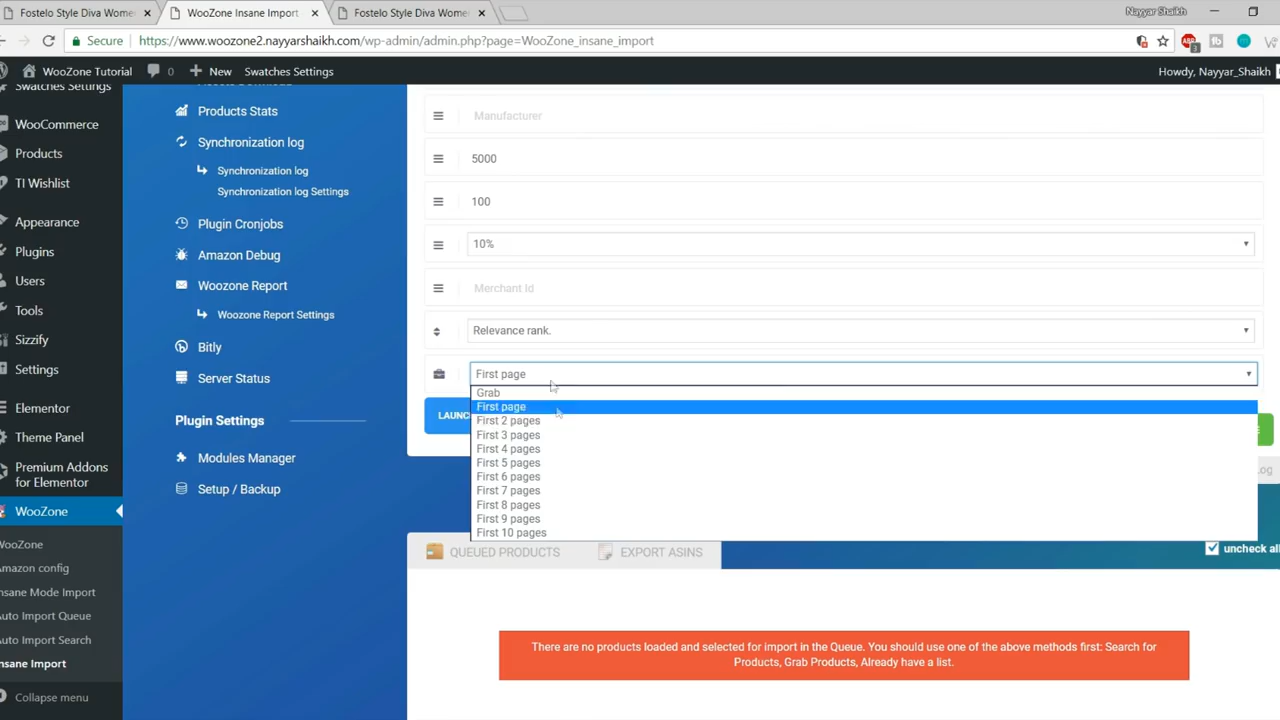 Fostelo Style Diva Wome
WooZone Insane Import
Fostelo Style Diva Wome
Nayyar Shaikh
Secure
https://www.woozone2.nayyarshaikh.com/wp-admin/admin.php?page=WooZone_insane_import
WooZone Tutorial
0
New
Swatches Settings
Howdy, Nayyar_Shaikh
Swatches Settings
WooCommerce
Products
TI Wishlist
Appearance
Plugins
Users
Tools
Sizzify
Settings
Elementor
Theme Panel
Premium Addons
for Elementor
WooZone
WooZone
Amazon config
nsane Mode Import
Auto Import Queue
Auto Import Search
nsane Import
Collapse menu
Products Stats
Synchronization log
Synchronization log
Synchronization log Settings
Plugin Cronjobs
Amazon Debug
Woozone Report
Woozone Report Settings
Bitly
Server Status
Plugin Settings
Modules Manager
Setup / Backup
Manufacturer
5000
100
10%
Merchant Id
Relevance rank.
First page
Grab
First page
First 2 pages
First 3 pages
First 4 pages
First 5 pages
First 6 pages
First 7 pages
First 8 pages
First 9 pages
First 10 pages
LAUNC
QUEUED PRODUCTS
EXPORT ASINS
uncheck all
There are no products loaded and selected for import in the Queue. You should use one of the above methods first: Search for
Products, Grab Products, Already have a list.